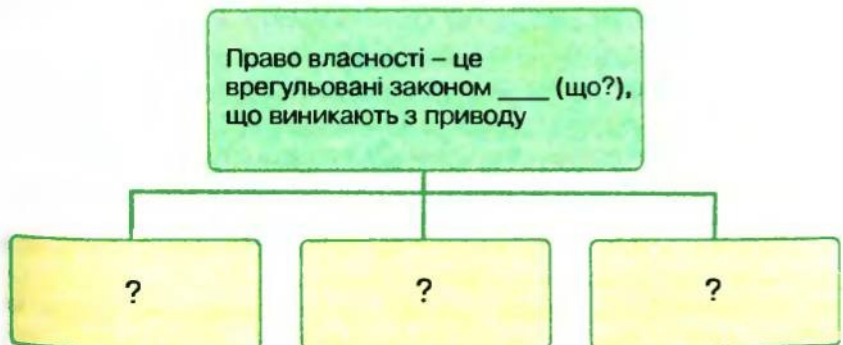 Право власності – це
врегульовані законом ____ (що?),
що виникають з приводу
? ? ?